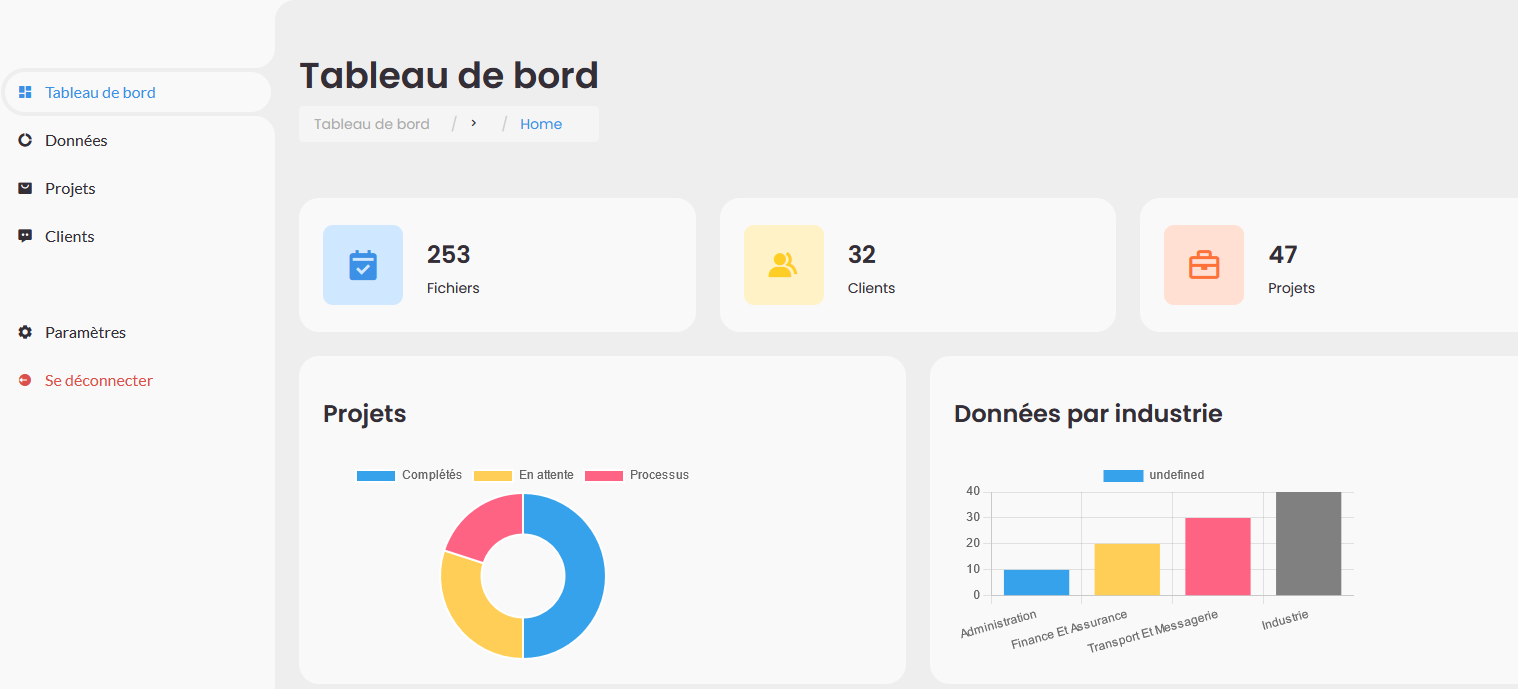 Tableau de bord
Données
Projets
Clients
Paramètres
Se déconnecter
Tableau de bord
Tableau de bord / > / Home
253
Fichiers
32
Clients
47
Projets
Projets
Complétés En attente Processus
Données par industrie
undefined
40
30
20
10
0
Administration
Finance Et Assurance
Transport Et Messagerie
Industrie